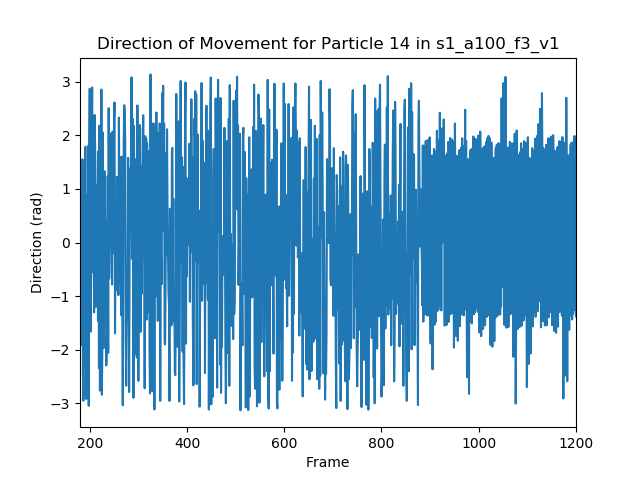 Direction of Movement for Particle 14 in s1_a100_f3_v1
3
2
1
0
−1
−2
−3
Direction (rad)
200 400 600 800 1000 1200
Frame